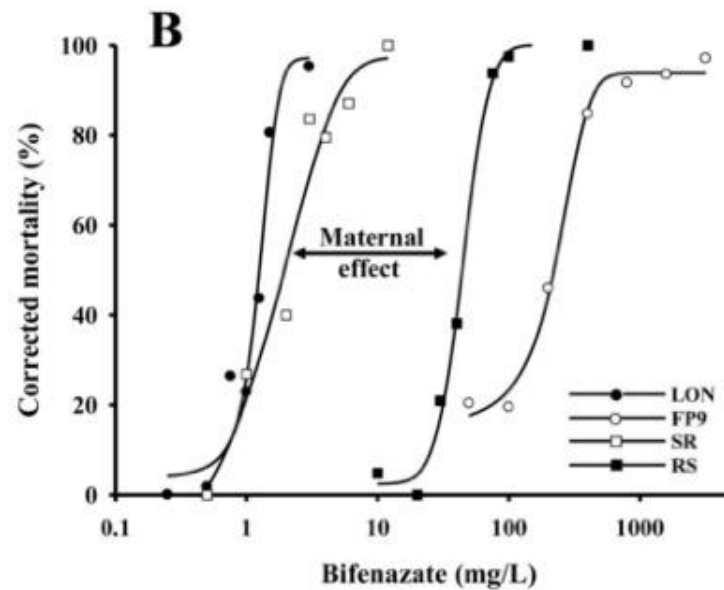 B
Corrected mortality (%)
100
80
60
40
20
0
Maternal
effect
LON
FP9
SR
RS
0.1 1 10 100 1000
Bifenazate (mg/L)